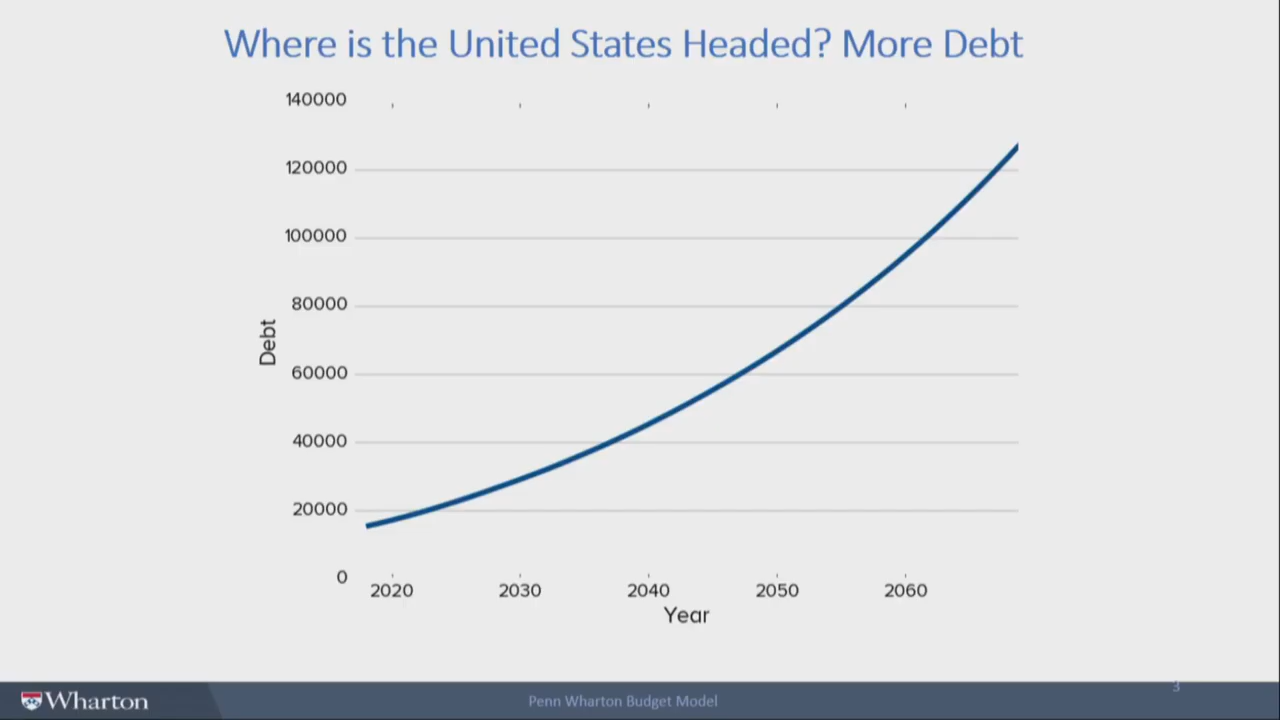 Where is the United States Headed? More Debt
140000
120000
100000
80000
60000
40000
20000
0
Debt
2020 2030 2040 2050 2060
Year
Wharton
Penn Wharton Budget Model
3